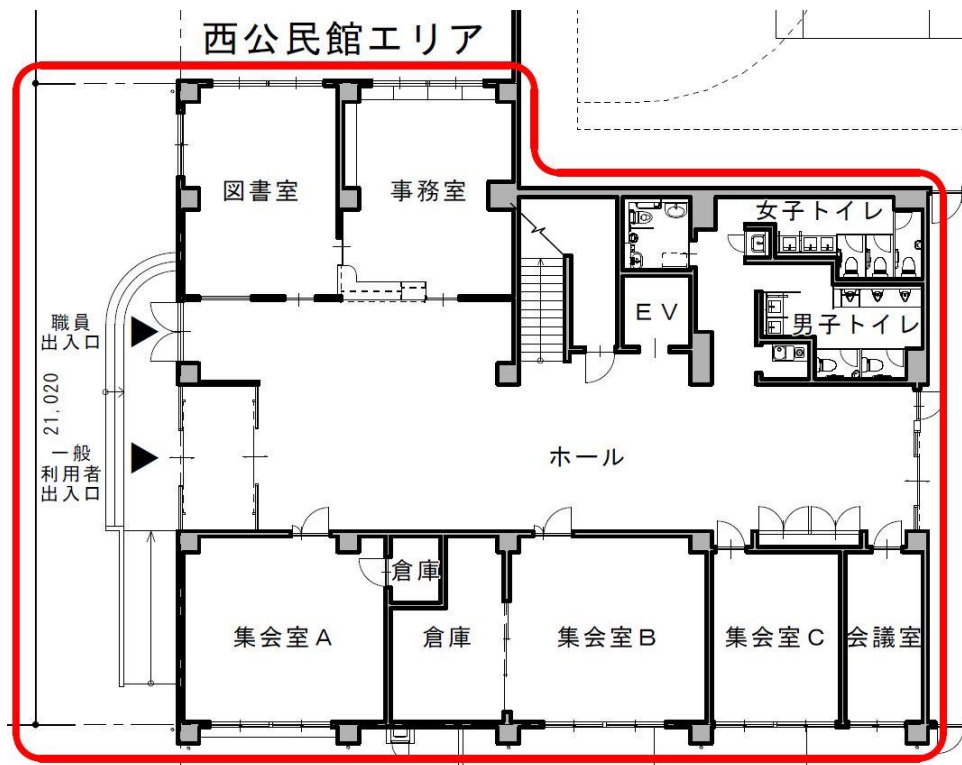 西公民館エリア
図書室
事務室
女子トイレ
EV
男子トイレ
職員
出入口
21,020
一般
利用者
出入口
ホール
倉庫
集会室A
倉庫
集会室B
集会室C
会議室